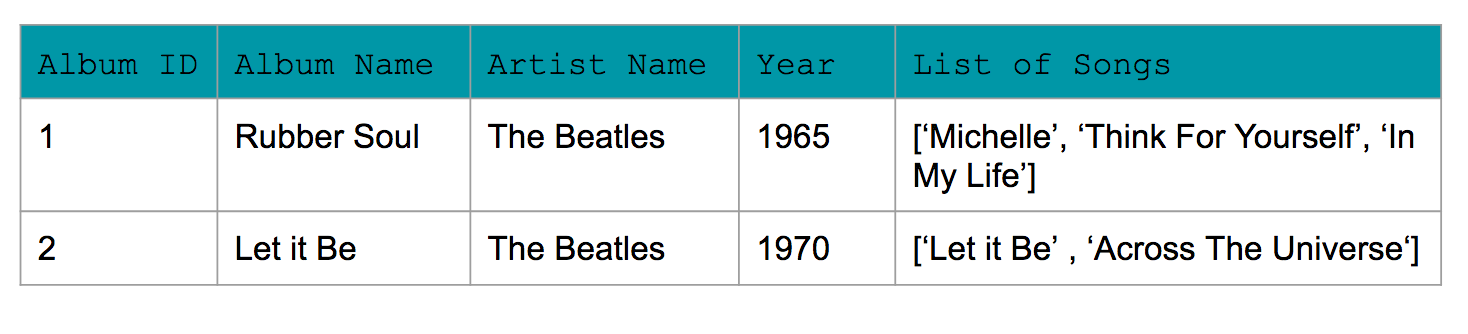 Album ID Album Name Artist Name Year List of Songs
1 Rubber Soul The Beatles 1965 [‘Michelle’, ‘Think For Yourself’, ‘In
My Life’]
2 Let it Be The Beatles 1970 [‘Let it Be’ , ‘Across The Universe‘]